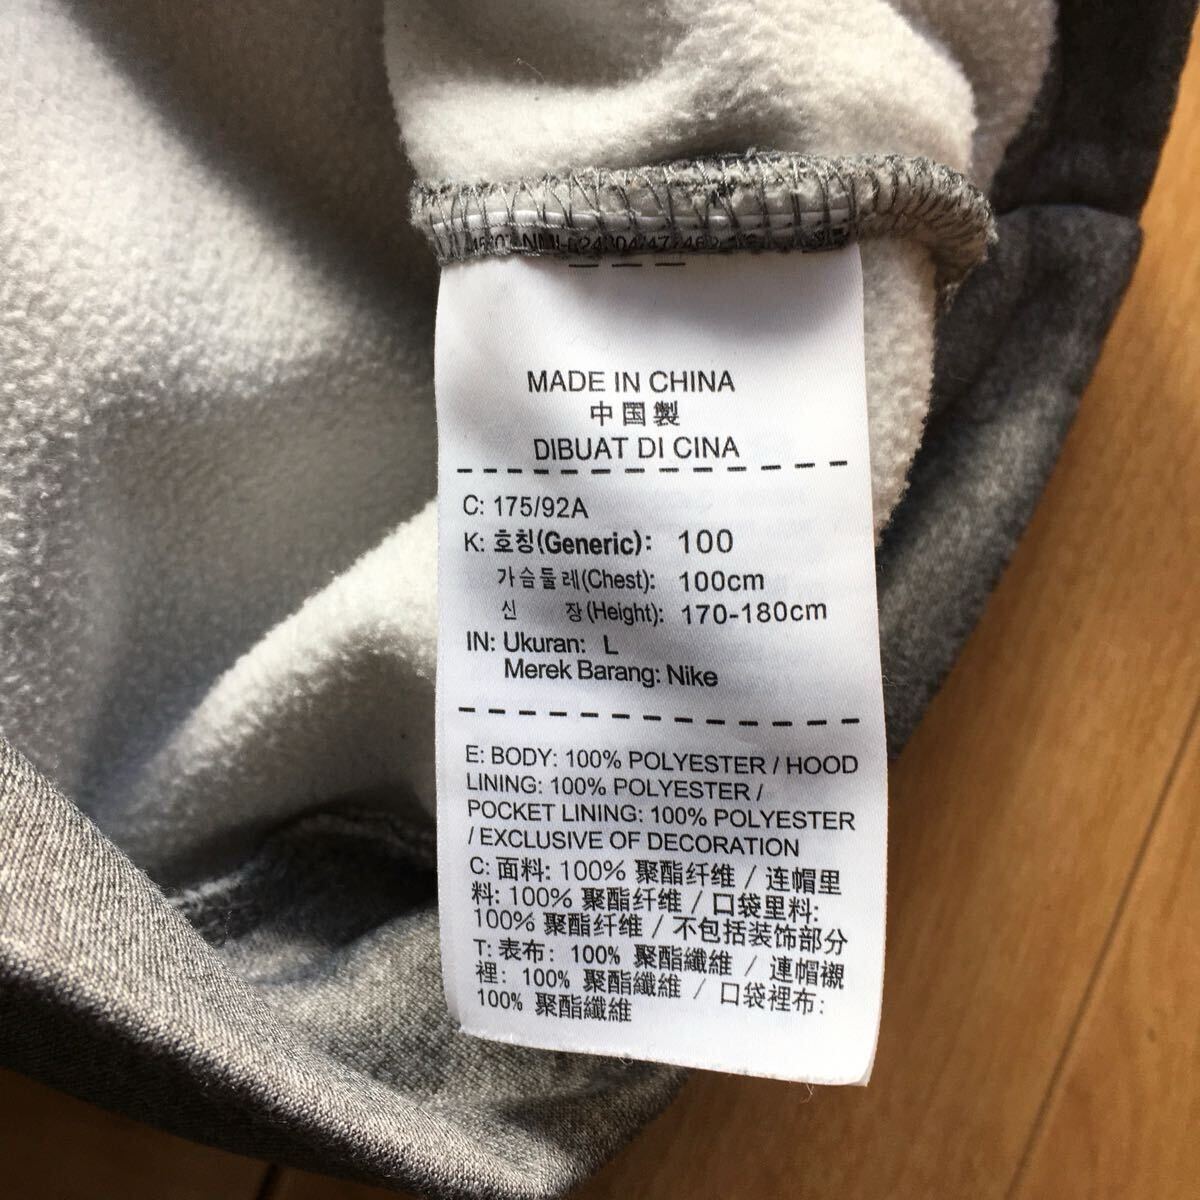 MADE IN CHINA
中国製
DIBUAT DI CINA
C: 175/92A
K: 호칭(Generic): 100
가슴둘레(Chest): 100cm
신 장(Height): 170-180cm
IN: Ukuran: L
Merek Barang: Nike
E: BODY: 100% POLYESTER / HOOD
LINING: 100% POLYESTER /
POCKET LINING: 100% POLYESTER
/ EXCLUSIVE OF DECORATION
C: 面料: 100% 聚酯纤维 / 连帽里
料: 100% 聚酯纤维 / 口袋里料:
100% 聚酯纤维 / 不包括装饰部分
T: 表布: 100% 聚酯纖維 / 連帽襯
裡: 100% 聚酯纖維 / 口袋裡布:
100% 聚酯纖維